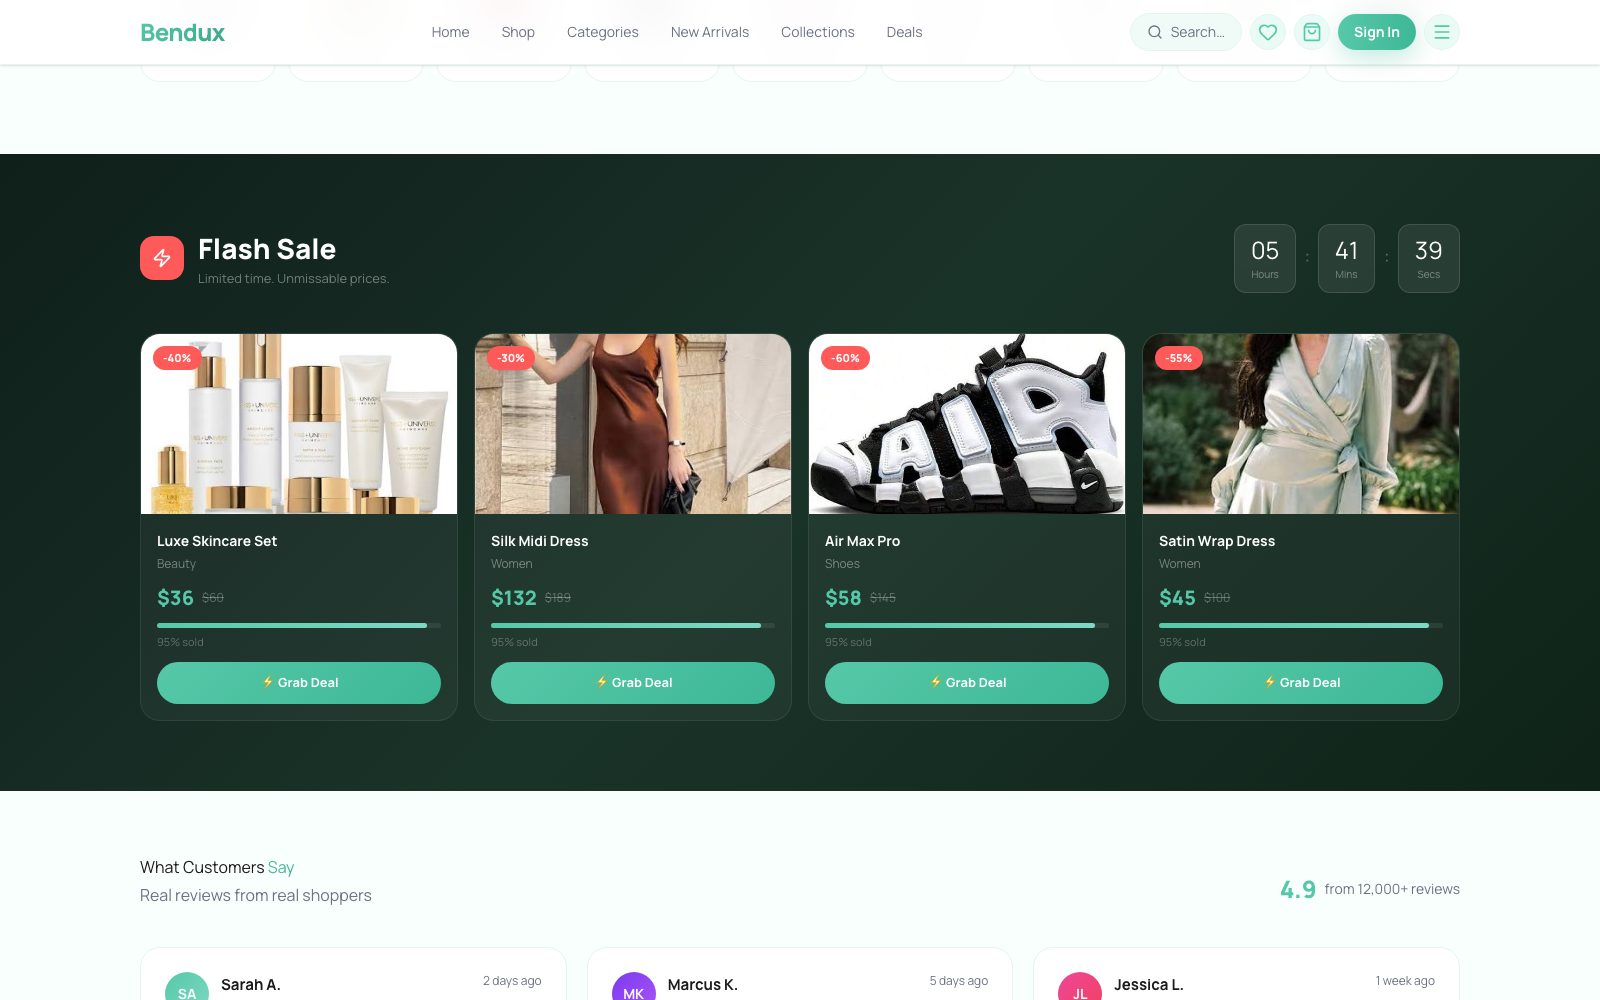 Bendux
Home
Shop
Categories
New Arrivals
Collections
Deals
Search...
Sign In
Flash Sale
Limited time. Unmissable prices.
05
Hours
:
41
Mins
:
39
Secs
-40%
Luxe Skincare Set
Beauty
$36 $60
95% sold
⚡ Grab Deal
-30%
Silk Midi Dress
Women
$132 $189
95% sold
⚡ Grab Deal
-60%
AIR
Air Max Pro
Shoes
$58 $145
95% sold
⚡ Grab Deal
-55%
Satin Wrap Dress
Women
$45 $100
95% sold
⚡ Grab Deal
What Customers Say
Real reviews from real shoppers
4.9 from 12,000+ reviews
SA
Sarah A.
2 days ago
MK
Marcus K.
5 days ago
JL
Jessica L.
1 week ago